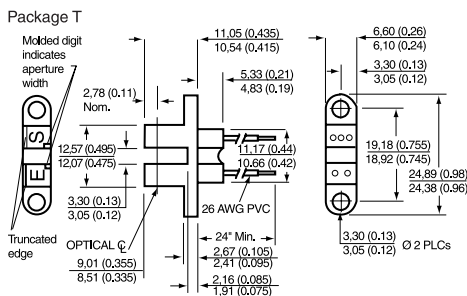 Package T
Molded digit
indicates
aperture
width
S
E
Truncated
edge
2,78 (0.11)
Nom.
12,57 (0.495)
12,07 (0.475)
3,30 (0.13)
3,05 (0.12)
OPTICAL ℄
9,01 (0.355)
8,51 (0.335)
11,05 (0.435)
10,54 (0.415)
5,33 (0.21)
4,83 (0.19)
11,17 (0.44
10.66 (0.42)
26 AWG PVC
24" Min.
2,67 (0.105)
2,41 (0.095)
2,16 (0.085)
1,91 (0.075)
6,60 (0.26)
6,10 (0.24)
3,30 (0.13)
3,05 (0.12)
19,18 (0.755)
18,92 (0.745)
24,89 (0.98)
24,38 (0.96)
3,30 (0.13)
3,05 (0.12)
Ø 2 PLCs